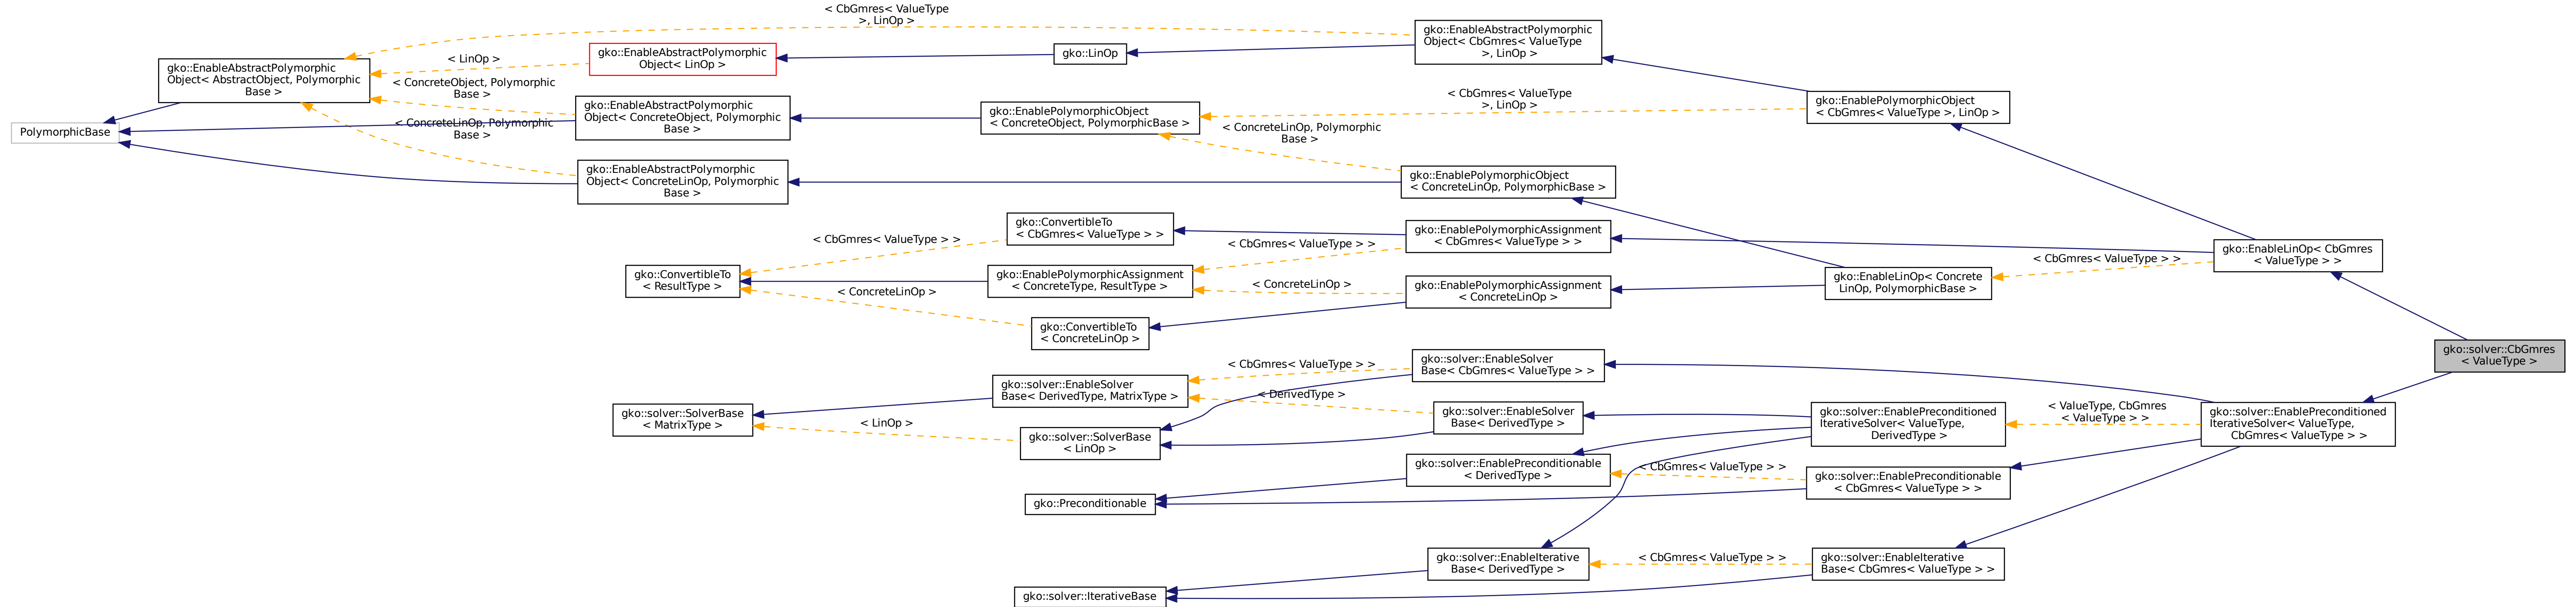 < CbGmres< ValueType
>, LinOp >
gko::EnableAbstractPolymorphic
Object< CbGmres< ValueType
>, LinOp >
gko::EnableAbstractPolymorphic
Object< LinOp >
gko::LinOp
< LinOp >
gko::EnableAbstractPolymorphic
Object< AbstractObject, Polymorphic
Base >
< ConcreteObject, Polymorphic
Base >
gko::EnableAbstractPolymorphic
Object< ConcreteObject, Polymorphic
Base >
gko::EnablePolymorphicObject
< ConcreteObject, PolymorphicBase >
< CbGmres< ValueType
>, LinOp >
gko::EnablePolymorphicObject
< CbGmres< ValueType >, LinOp >
PolymorphicBase
< ConcreteLinOp, Polymorphic
Base >
< ConcreteLinOp, Polymorphic
Base >
gko::EnableAbstractPolymorphic
Object< ConcreteLinOp, Polymorphic
Base >
gko::EnablePolymorphicObject
< ConcreteLinOp, PolymorphicBase >
gko::ConvertibleTo
< CbGmres< ValueType > >
gko::EnablePolymorphicAssignment
< CbGmres< ValueType > >
< CbGmres< ValueType > >
< CbGmres< ValueType > >
gko::EnableLinOp< CbGmres
< ValueType > >
< CbGmres< ValueType > >
gko::ConvertibleTo
< ResultType >
gko::EnablePolymorphicAssignment
< ConcreteType, ResultType >
< ConcreteLinOp >
< ConcreteLinOp >
gko::EnablePolymorphicAssignment
< ConcreteLinOp >
gko::EnableLinOp< Concrete
LinOp, PolymorphicBase >
gko::ConvertibleTo
< ConcreteLinOp >
gko::solver::CbGmres
< ValueType >
< CbGmres< ValueType > >
gko::solver::EnableSolver
Base< CbGmres< ValueType > >
gko::solver::EnableSolver
Base< DerivedType, MatrixType >
< DerivedType >
gko::solver::SolverBase
< MatrixType >
< LinOp >
gko::solver::SolverBase
< LinOp >
gko::solver::EnableSolver
Base< DerivedType >
gko::solver::EnablePreconditioned
IterativeSolver< ValueType,
DerivedType >
< ValueType, CbGmres
< ValueType > >
gko::solver::EnablePreconditioned
IterativeSolver< ValueType,
CbGmres< ValueType > >
gko::solver::EnablePreconditionable
< DerivedType >
< CbGmres< ValueType > >
gko::solver::EnablePreconditionable
< CbGmres< ValueType > >
gko::Preconditionable
gko::solver::EnableIterative
Base< DerivedType >
< CbGmres< ValueType > >
gko::solver::EnableIterative
Base< CbGmres< ValueType > >
gko::solver::IterativeBase